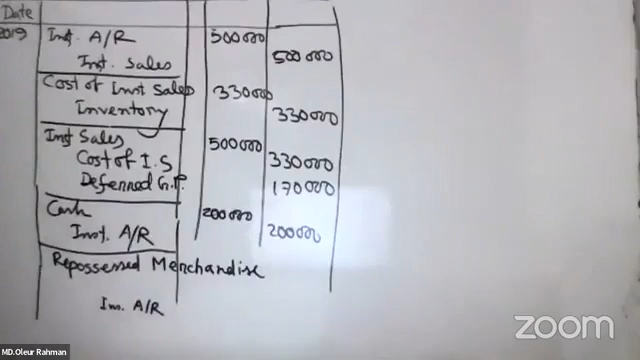 Date
2019 Inst. A/R 500000
Inst. Sales 500000
Cost of Inst Sales 330000
Inventory 330000
Inst Sales 500000
Cost of I.S 330000
Deferred G.P. 170000
Cash 200000
Inst. A/R 200000
Repossessed Merchandise
Ins. A/R
zoom
MD.Oleur Rahman